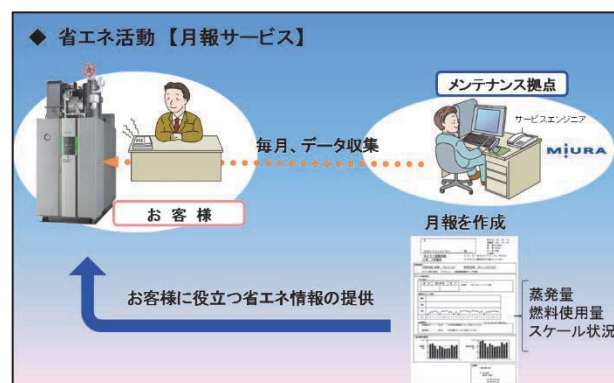 ◆ 省エネ活動 【月報サービス】
メンテナンス拠点
サービスエンジニア
MIURA
毎月、データ収集
お 客 様
月報を作成
お客様に役立つ省エネ情報の提供
蒸発量
燃料使用量
スケール状況